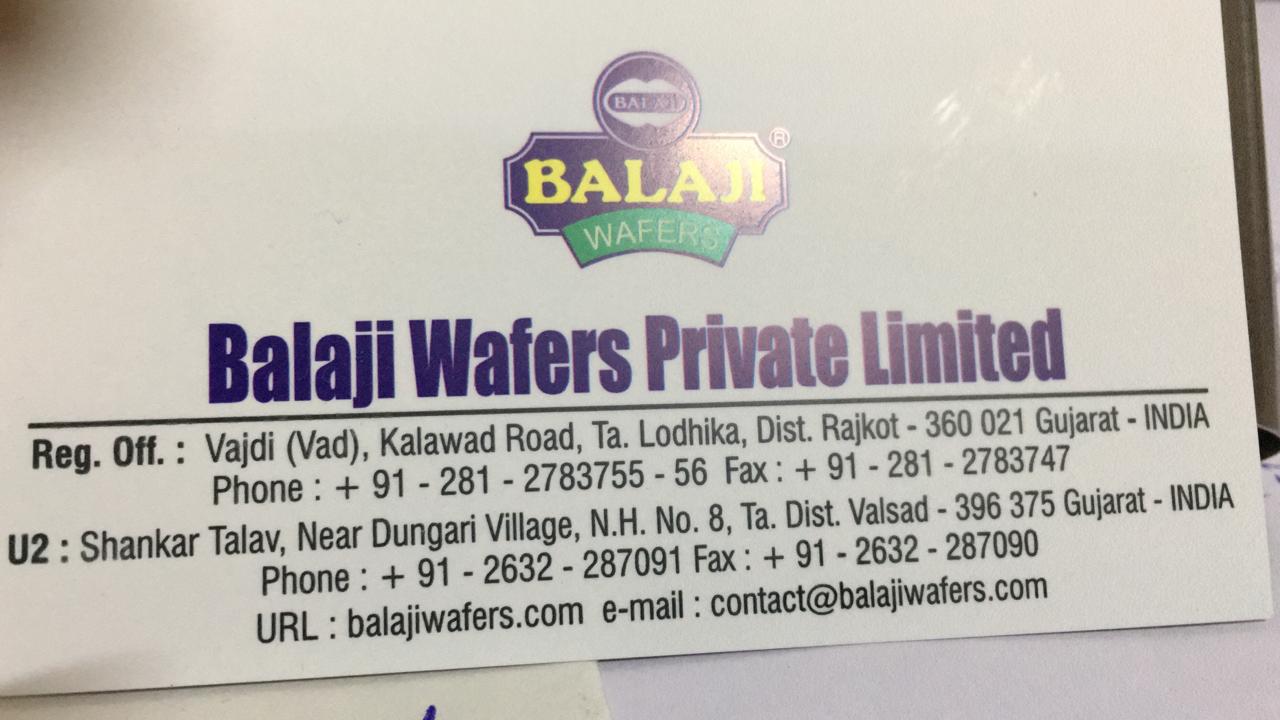 BALAJI
®
BALAJI
WAFERS
Balaji Wafers Private Limited
Reg. Off. : Vajdi (Vad), Kalawad Road, Ta. Lodhika, Dist. Rajkot - 360 021 Gujarat - INDIA
Phone : + 91 - 281 - 2783755 - 56 Fax : + 91 - 281 - 2783747
U2 : Shankar Talav, Near Dungari Village, N.H. No. 8, Ta. Dist. Valsad - 396 375 Gujarat - INDIA
Phone : + 91 - 2632 - 287091 Fax : + 91 - 2632 - 287090
URL : balajiwafers.com e-mail : contact@balajiwafers.com